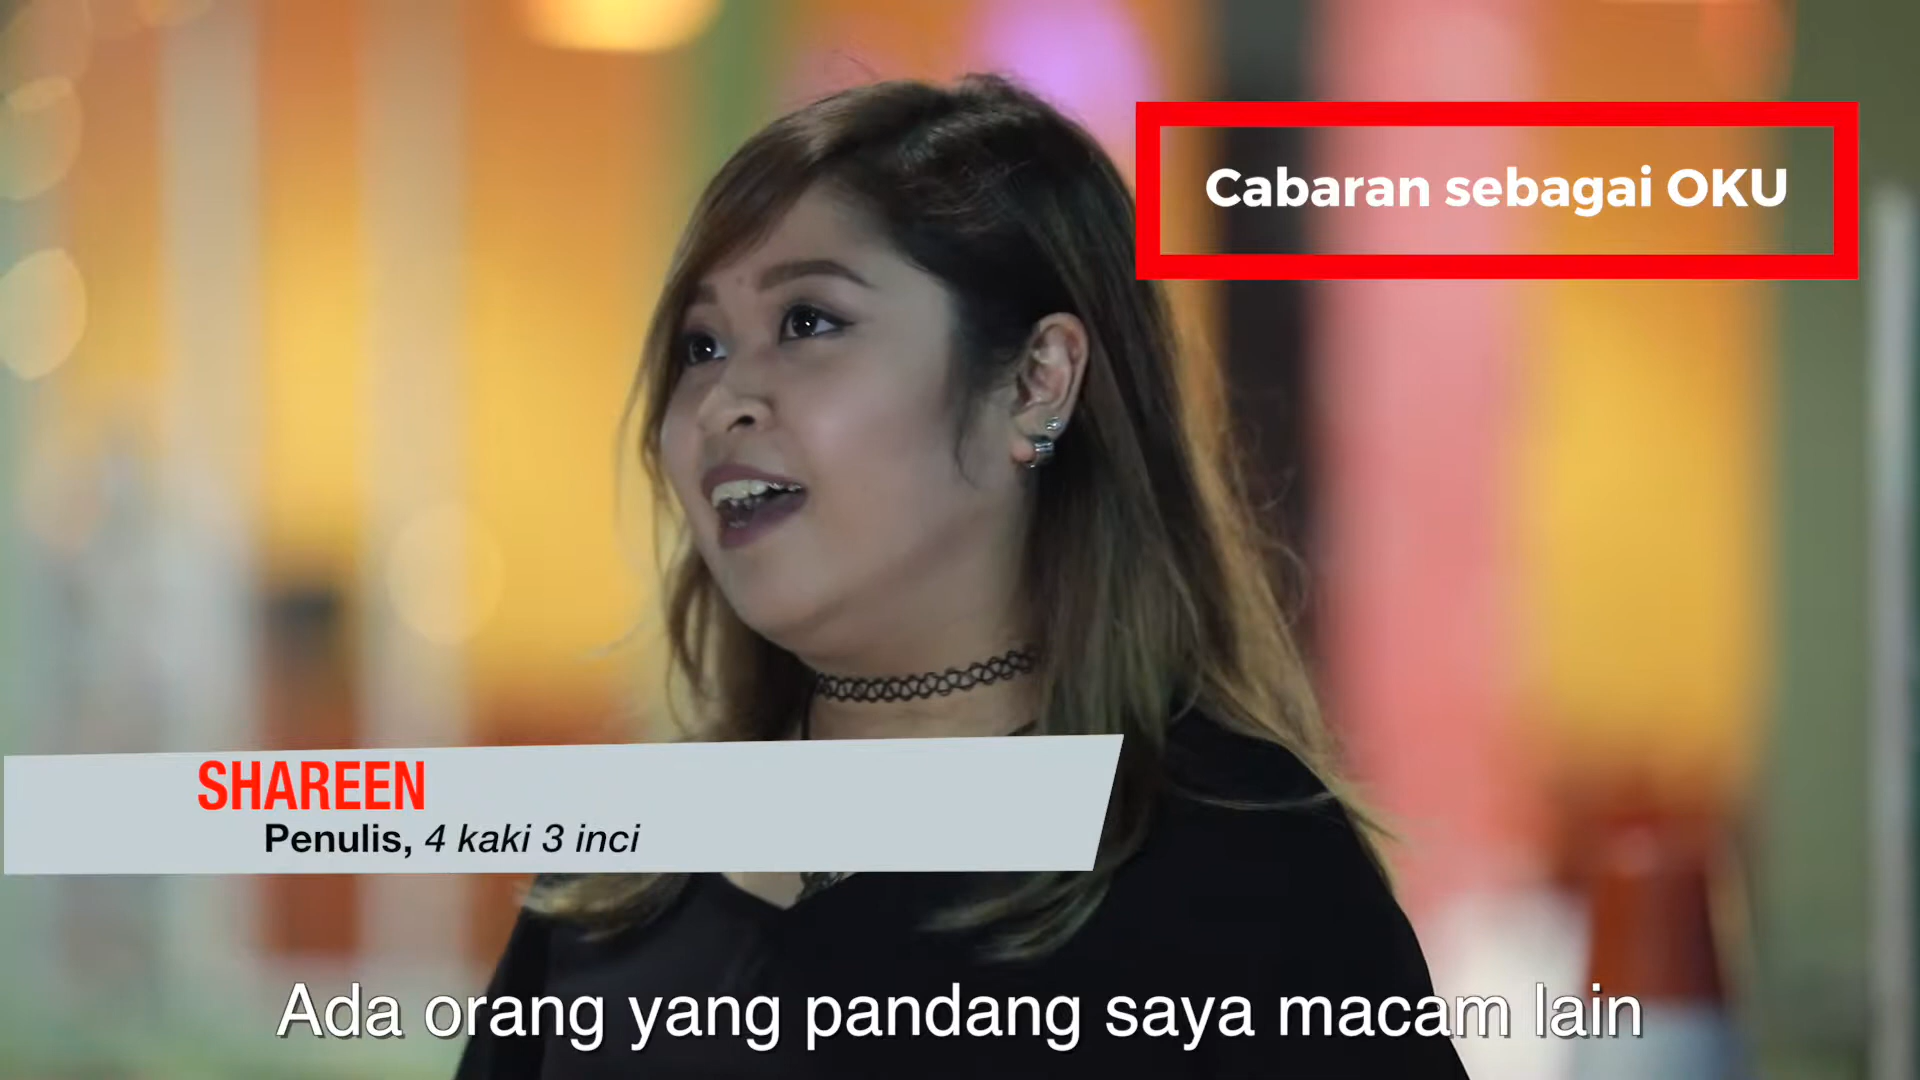 Cabaran sebagai OKU
SHAREEN
Penulis, 4 kaki 3 inci
Ada orang yang pandang saya macam lain